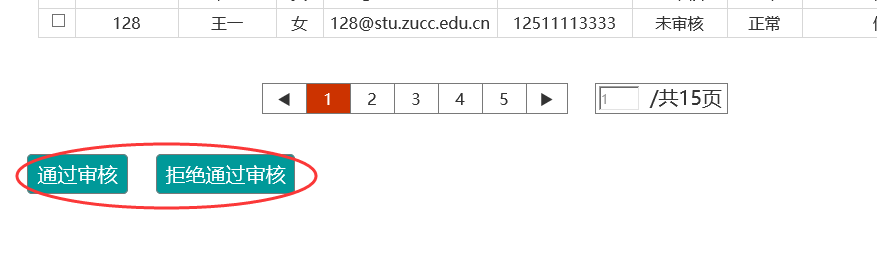 128 王一 女 128@stu.zucc.edu.cn 12511113333 未审核 正常
◀ 1 2 3 4 5 ▶ 1 /共15页
通过审核 拒绝通过审核